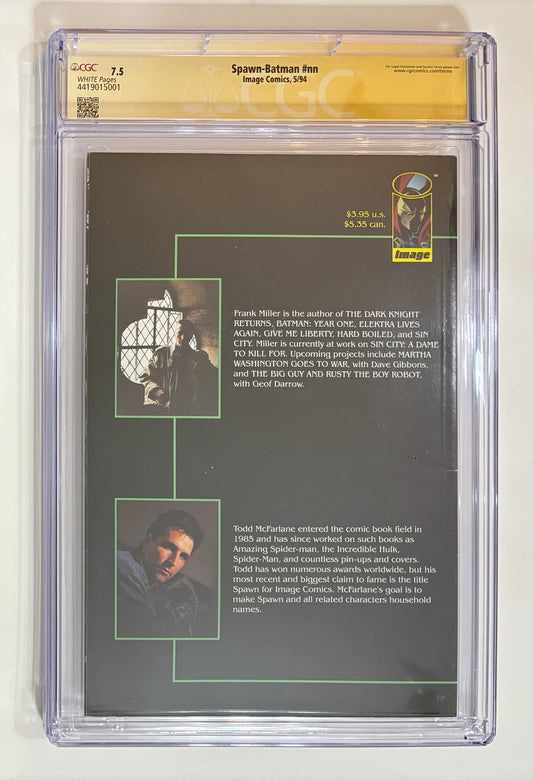 CGC 7.5
WHITE Pages
4419015001
Spawn-Batman #nn
Image Comics, 5/94
For Legal Disclaimer and Service Terms please visit
www.cgccomics.com/terms
CGC
$3.95 u.s.
$5.35 can.
TM
image
Frank Miller is the author of THE DARK KNIGHT
RETURNS, BATMAN: YEAR ONE, ELEKTRA LIVES
AGAIN, GIVE ME LIBERTY, HARD BOILED, and SIN
CITY. Miller is currently at work on SIN CITY: A DAME
TO KILL FOR. Upcoming projects include MARTHA
WASHINGTON GOES TO WAR, with Dave Gibbons,
and THE BIG GUY AND RUSTY THE BOY ROBOT,
with Geof Darrow.
Todd McFarlane entered the comic book field in
1985 and has since worked on such books as
Amazing Spider-man, the Incredible Hulk,
Spider-Man, and countless pin-ups and covers.
Todd has won numerous awards worldwide, but his
most recent and biggest claim to fame is the title
Spawn for Image Comics. McFarlane's goal is to
make Spawn and all related characters household
names.